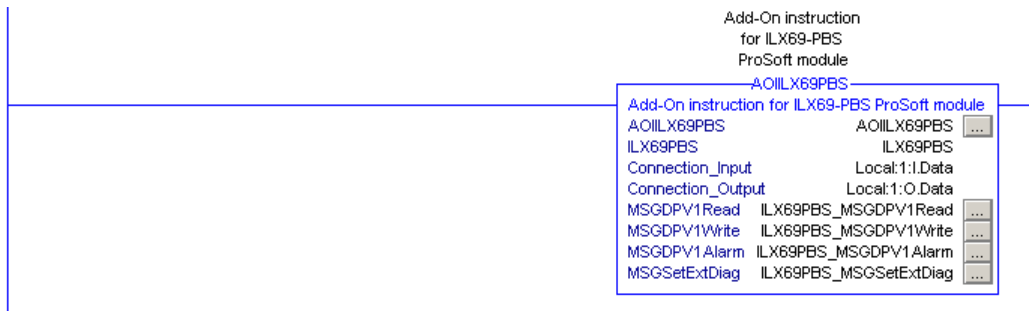 Add-On instruction
for ILX69-PBS
ProSoft module
AOIILX69PBS
Add-On instruction for ILX69-PBS ProSoft module
AOIILX69PBS AOIILX69PBS ...
ILX69PBS ILX69PBS
Connection_Input Local:1:I.Data
Connection_Output Local:1:O.Data
MSGDPV1Read ILX69PBS_MSGDPV1Read ...
MSGDPV1Write ILX69PBS_MSGDPV1Write ...
MSGDPV1Alarm ILX69PBS_MSGDPV1Alarm ...
MSGSetExtDiag ILX69PBS_MSGSetExtDiag ...